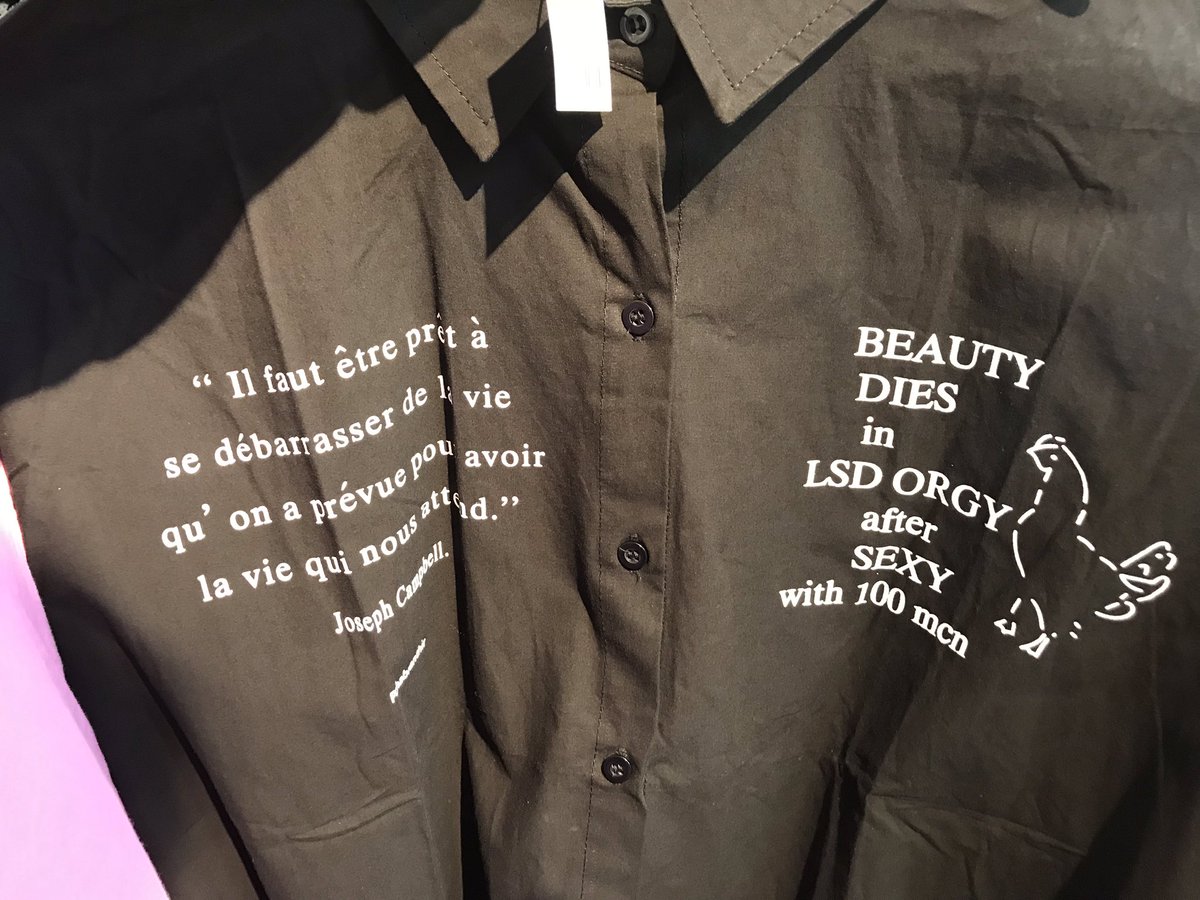 “ Il faut être prêt à
se débarrasser de la vie
qu’ on a prévue pour avoir
la vie qui nous attend.”
Joseph Campbell.
BEAUTY
DIES
in
LSD ORGY
after
SEXY
with 100 mcn